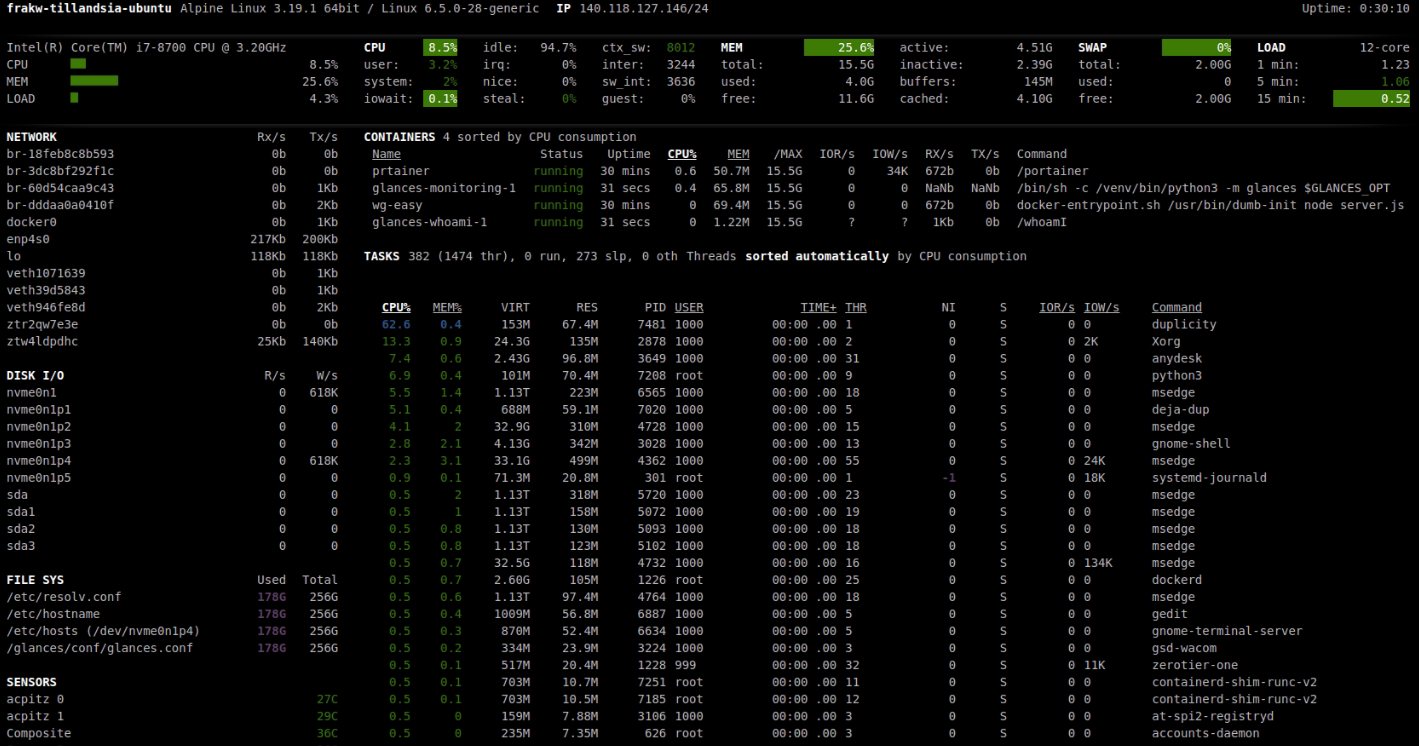 frakw-tillandsia-ubuntu Alpine Linux 3.19.1 64bit / Linux 6.5.0-28-generic IP 140.118.127.146/24 Uptime: 0:30:10
Intel(R) Core(TM) i7-8700 CPU @ 3.20GHz CPU 8.5% idle: 94.7% ctx_sw: 8012 MEM 25.6% active: 4.51G SWAP 0% LOAD 12-core
CPU 8.5% user: 3.2% irq: 0% inter: 3244 total: 15.5G inactive: 2.39G total: 2.00G 1 min: 1.23
MEM 25.6% system: 2% nice: 0% sw_int: 3636 used: 4.0G buffers: 145M used: 0 5 min: 1.06
LOAD 4.3% iowait: 0.1% steal: 0% guest: 0% free: 11.6G cached: 4.10G free: 2.00G 15 min: 0.52
NETWORK Rx/s Tx/s
br-18feb8c8b593 0b 0b
br-3dc8bf292f1c 0b 0b
br-60d54caa9c43 0b 1Kb
br-dddaa0a0410f 0b 2Kb
docker0 0b 1Kb
enp4s0 217Kb 200Kb
lo 118Kb 118Kb
veth1071639 0b 1Kb
veth39d5843 0b 1Kb
veth946fe8d 0b 2Kb
ztr2qw7e3e 0b 0b
ztw4ldpdhc 25Kb 140Kb
DISK I/O R/s W/s
nvme0n1 0 618K
nvme0n1p1 0 0
nvme0n1p2 0 0
nvme0n1p3 0 0
nvme0n1p4 0 618K
nvme0n1p5 0 0
sda 0 0
sda1 0 0
sda2 0 0
sda3 0 0
FILE SYS Used Total
/etc/resolv.conf 178G 256G
/etc/hostname 178G 256G
/etc/hosts (/dev/nvme0n1p4) 178G 256G
/glances/conf/glances.conf 178G 256G
SENSORS
acpitz 0 27C
acpitz 1 29C
Composite 36C
CONTAINERS 4 sorted by CPU consumption
Name Status Uptime CPU% MEM /MAX IOR/s IOW/s RX/s TX/s Command
prtainer running 30 mins 0.6 50.7M 15.5G 0 34K 672b 0b /portainer
glances-monitoring-1 running 31 secs 0.4 65.8M 15.5G 0 0 NaNb NaNb /bin/sh -c /venv/bin/python3 -m glances $GLANCES_OPT
wg-easy running 30 mins 0 69.4M 15.5G 0 0 672b 0b docker-entrypoint.sh /usr/bin/dumb-init node server.js
glances-whoami-1 running 31 secs 0 1.22M 15.5G ? ? 1Kb 0b /whoamI
TASKS 382 (1474 thr), 0 run, 273 slp, 0 oth Threads sorted automatically by CPU consumption
CPU% MEM% VIRT RES PID USER TIME+ THR NI S IOR/s IOW/s Command
62.6 0.4 153M 67.4M 7481 1000 00:00 .00 1 0 S 0 0 duplicity
13.3 0.9 24.3G 135M 2878 1000 00:00 .00 2 0 S 0 2K Xorg
7.4 0.6 2.43G 96.8M 3649 1000 00:00 .00 31 0 S 0 0 anydesk
6.9 0.4 101M 70.4M 7208 root 00:00 .00 9 0 S 0 0 python3
5.5 1.4 1.13T 223M 6565 1000 00:00 .00 18 0 S 0 0 msedge
5.1 0.4 688M 59.1M 7020 1000 00:00 .00 5 0 S 0 0 deja-dup
4.1 2 32.9G 310M 4728 1000 00:00 .00 15 0 S 0 0 msedge
2.8 2.1 4.13G 342M 3028 1000 00:00 .00 13 0 S 0 0 gnome-shell
2.3 3.1 33.1G 499M 4362 1000 00:00 .00 55 0 S 0 24K msedge
0.9 0.1 71.3M 20.8M 301 root 00:00 .00 1 -1 S 0 18K systemd-journald
0.5 2 1.13T 318M 5720 1000 00:00 .00 23 0 S 0 0 msedge
0.5 1 1.13T 158M 5072 1000 00:00 .00 19 0 S 0 0 msedge
0.5 0.8 1.13T 130M 5093 1000 00:00 .00 18 0 S 0 0 msedge
0.5 0.8 1.13T 123M 5102 1000 00:00 .00 18 0 S 0 0 msedge
0.5 0.7 32.5G 118M 4732 1000 00:00 .00 16 0 S 0 134K msedge
0.5 0.7 2.60G 105M 1226 root 00:00 .00 25 0 S 0 0 dockerd
0.5 0.6 1.13T 97.4M 4764 1000 00:00 .00 18 0 S 0 0 msedge
0.5 0.4 1009M 56.8M 6887 1000 00:00 .00 5 0 S 0 0 gedit
0.5 0.3 870M 52.4M 6634 1000 00:00 .00 5 0 S 0 0 gnome-terminal-server
0.5 0.2 334M 23.9M 3224 1000 00:00 .00 3 0 S 0 0 gsd-wacom
0.5 0.1 517M 20.4M 1228 999 00:00 .00 32 0 S 0 11K zerotier-one
0.5 0.1 703M 10.7M 7251 root 00:00 .00 11 0 S 0 0 containerd-shim-runc-v2
0.5 0.1 703M 10.5M 7185 root 00:00 .00 12 0 S 0 0 containerd-shim-runc-v2
0.5 0 159M 7.88M 3106 1000 00:00 .00 3 0 S 0 0 at-spi2-registryd
0.5 0 235M 7.35M 626 root 00:00 .00 3 0 S 0 0 accounts-daemon